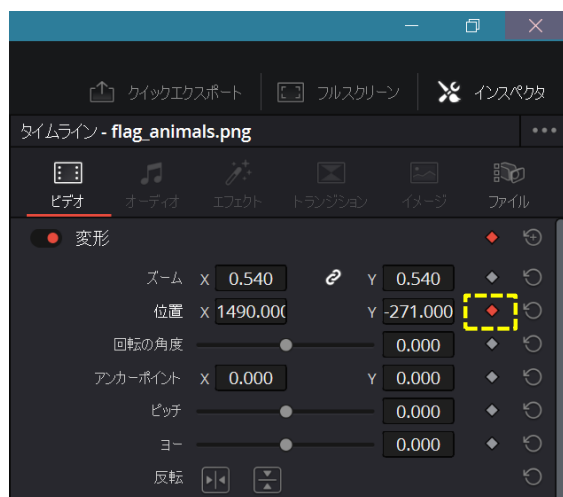 クイックエクスポート フルスクリーン インスペクタ
タイムライン - flag_animals.png
ビデオ オーディオ エフェクト トランジション イメージ ファイル
変形
ズーム X 0.540 Y 0.540
位置 X 1490.00( Y -271.000
回転の角度 0.000
アンカーポイント X 0.000 Y 0.000
ピッチ 0.000
ヨー 0.000
反転